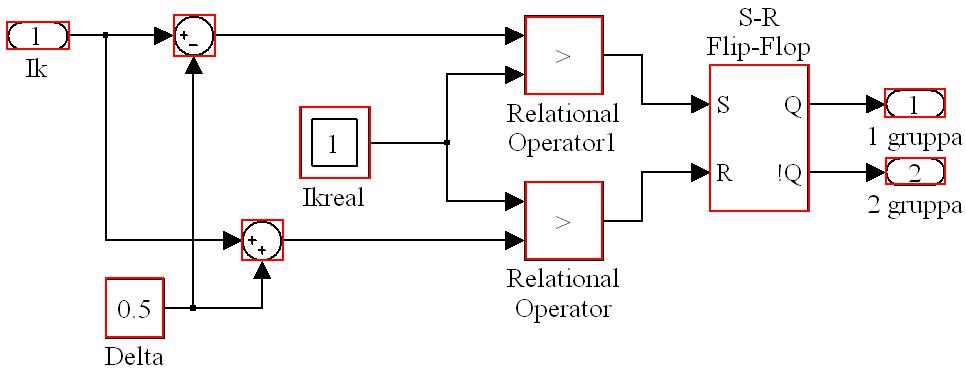 S-R
Flip-Flop
1
Ik
+
−
>
Relational
Operator1
S
Q
1
1 gruppa
1
Ikreal
R
!Q
2
2 gruppa
+
+
>
Relational
Operator
0.5
Delta